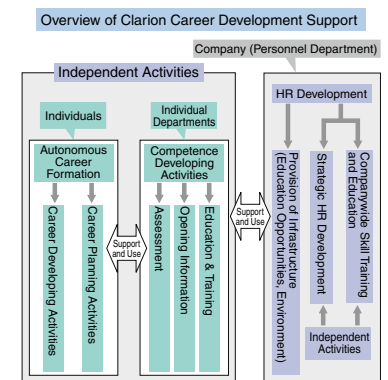 Overview of Clarion Career Development Support
Company (Personnel Department)
Independent Activities
Individuals
Autonomous
Career
Formation
Career Developing Activities
Career Planning Activities
Support
and Use
Individual
Departments
Competence
Developing
Activities
Assessment
Opening Information
Education & Training
Support
and Use
HR Development
Provision of Infrastructure
(Education Opportunities, Environment)
Strategic HR Development
Companywide Skill Training
and Education
Independent
Activities